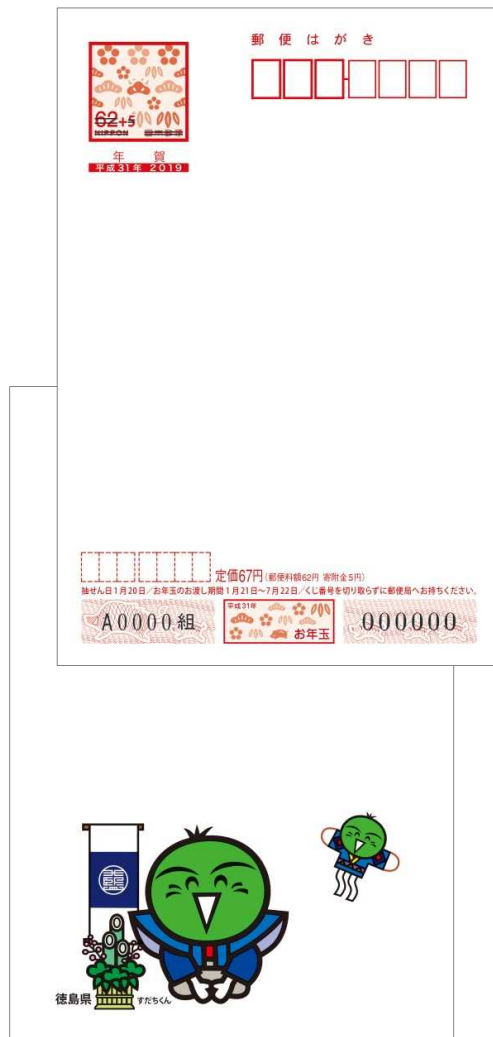 郵便はがき
62+5
NIPPON 日本郵便
年賀
平成31年 2019
定価67円(郵便料額62円 寄附金5円)
抽せん日1月20日/お年玉のお渡し期間1月21日~7月22日/くじ番号を切り取らずに郵便局へお持ちください。
A0000組
平成31年
お年玉
000000
徳島県
すだちくん